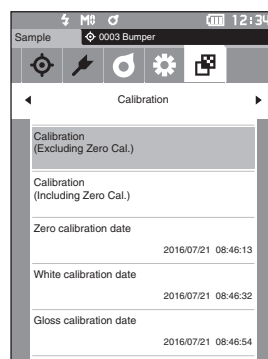 M0 12:34
Sample 0003 Bumper
Calibration
Calibration
(Excluding Zero Cal.)
Calibration
(Including Zero Cal.)
Zero calibration date
2016/07/21 08:46:13
White calibration date
2016/07/21 08:46:32
Gloss calibration date
2016/07/21 08:46:54